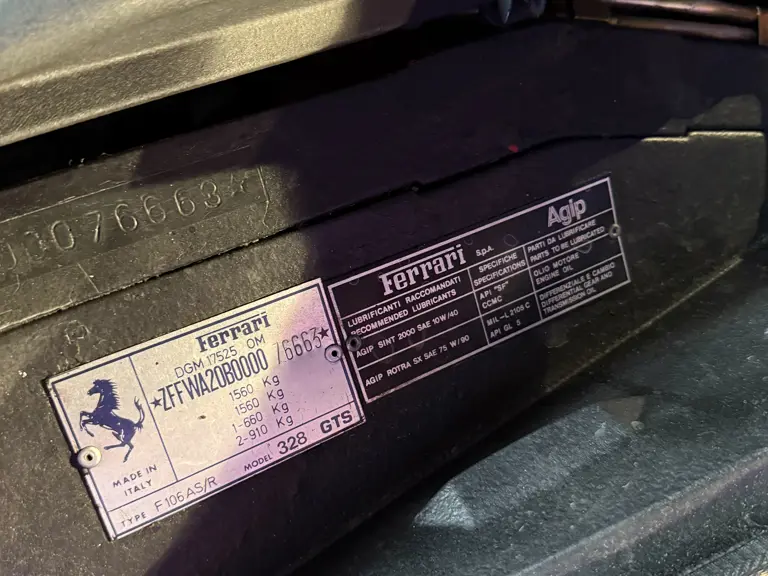 00076663★
Ferrari
DGM 17525 OM
★ZFFWA20B0000 76663★
1560 Kg
1560 Kg
1-660 Kg
2-910 Kg
MADE IN
ITALY
MODEL 328 GTS
TYPE F106AS/R
Ferrari S.p.A.
Agip
LUBRIFICANTI RACCOMANDATI
RECOMMENDED LUBRICANTS
SPECIFICHE
SPECIFICATIONS
PARTI DA LUBRIFICARE
PARTS TO BE LUBRICATED
AGIP SINT 2000 SAE 10W/40
API "SF"
CCMC
OLIO MOTORE
ENGINE OIL
AGIP ROTRA SX SAE 75 W/90
MIL-L 2105 C
API GL 5
DIFFERENZIALE E CAMBIO
DIFFERENTIAL GEAR AND
TRANSMISSION OIL